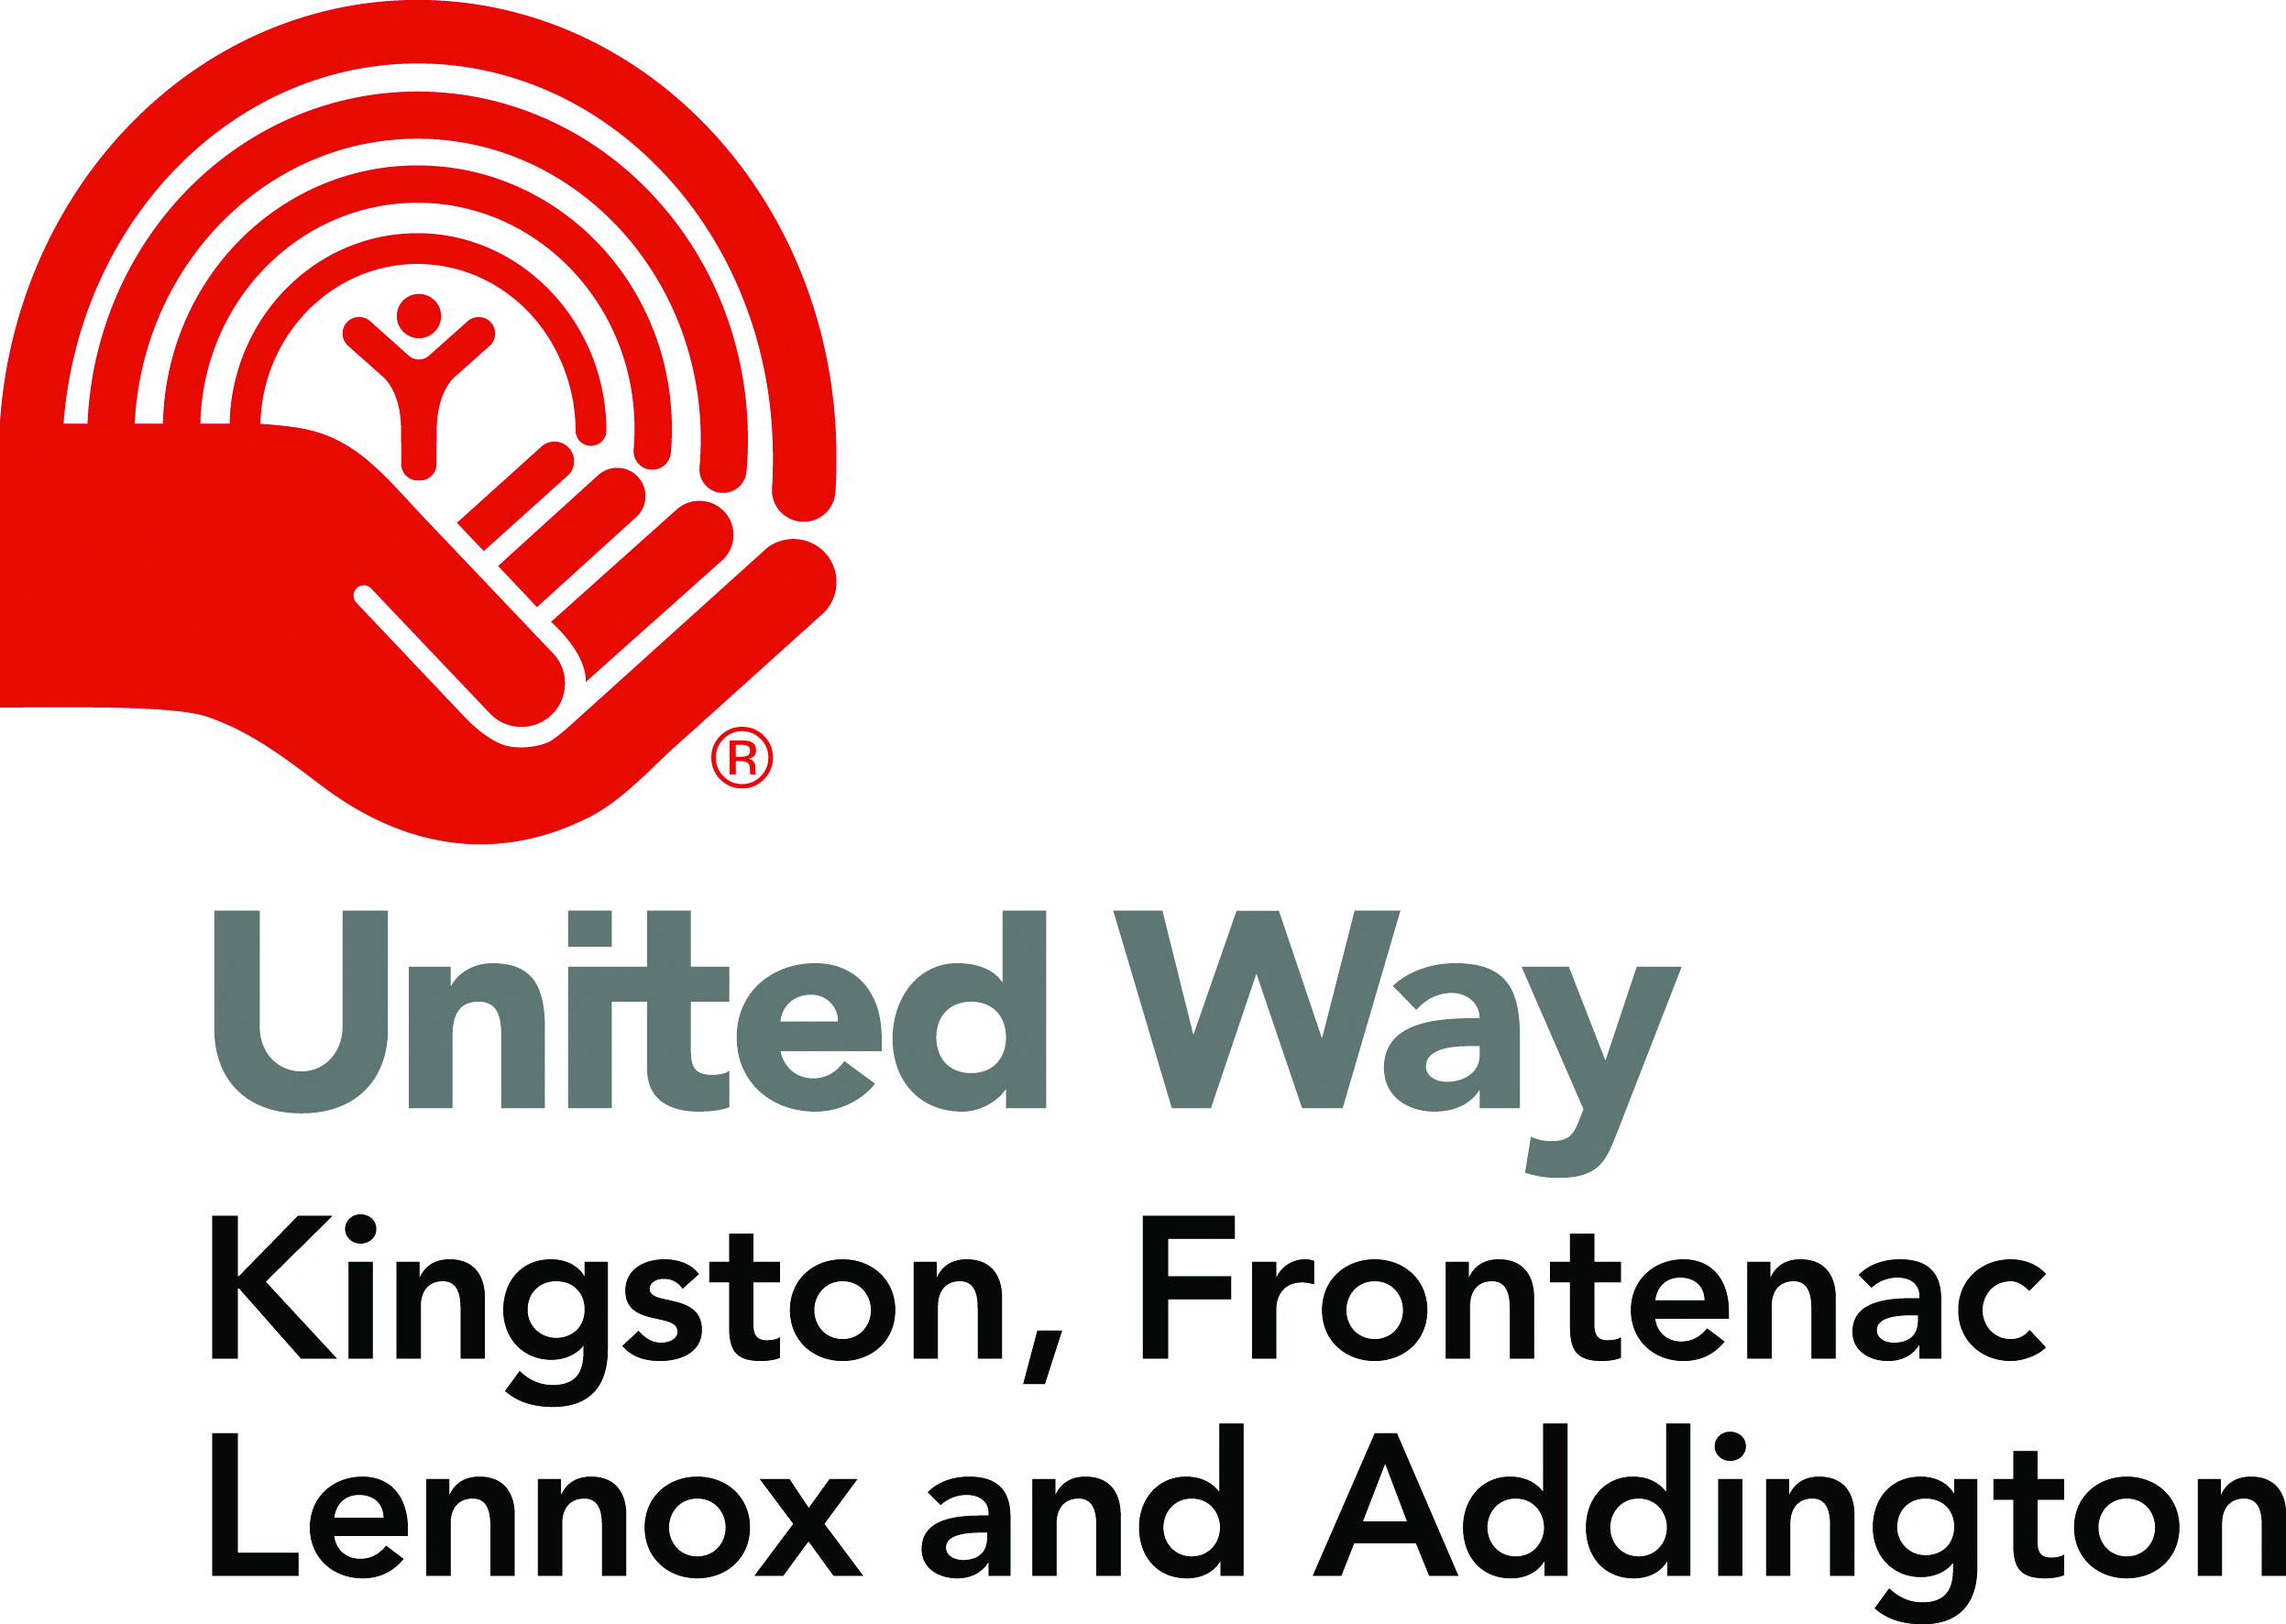 ®
United Way
Kingston, Frontenac
Lennox and Addington